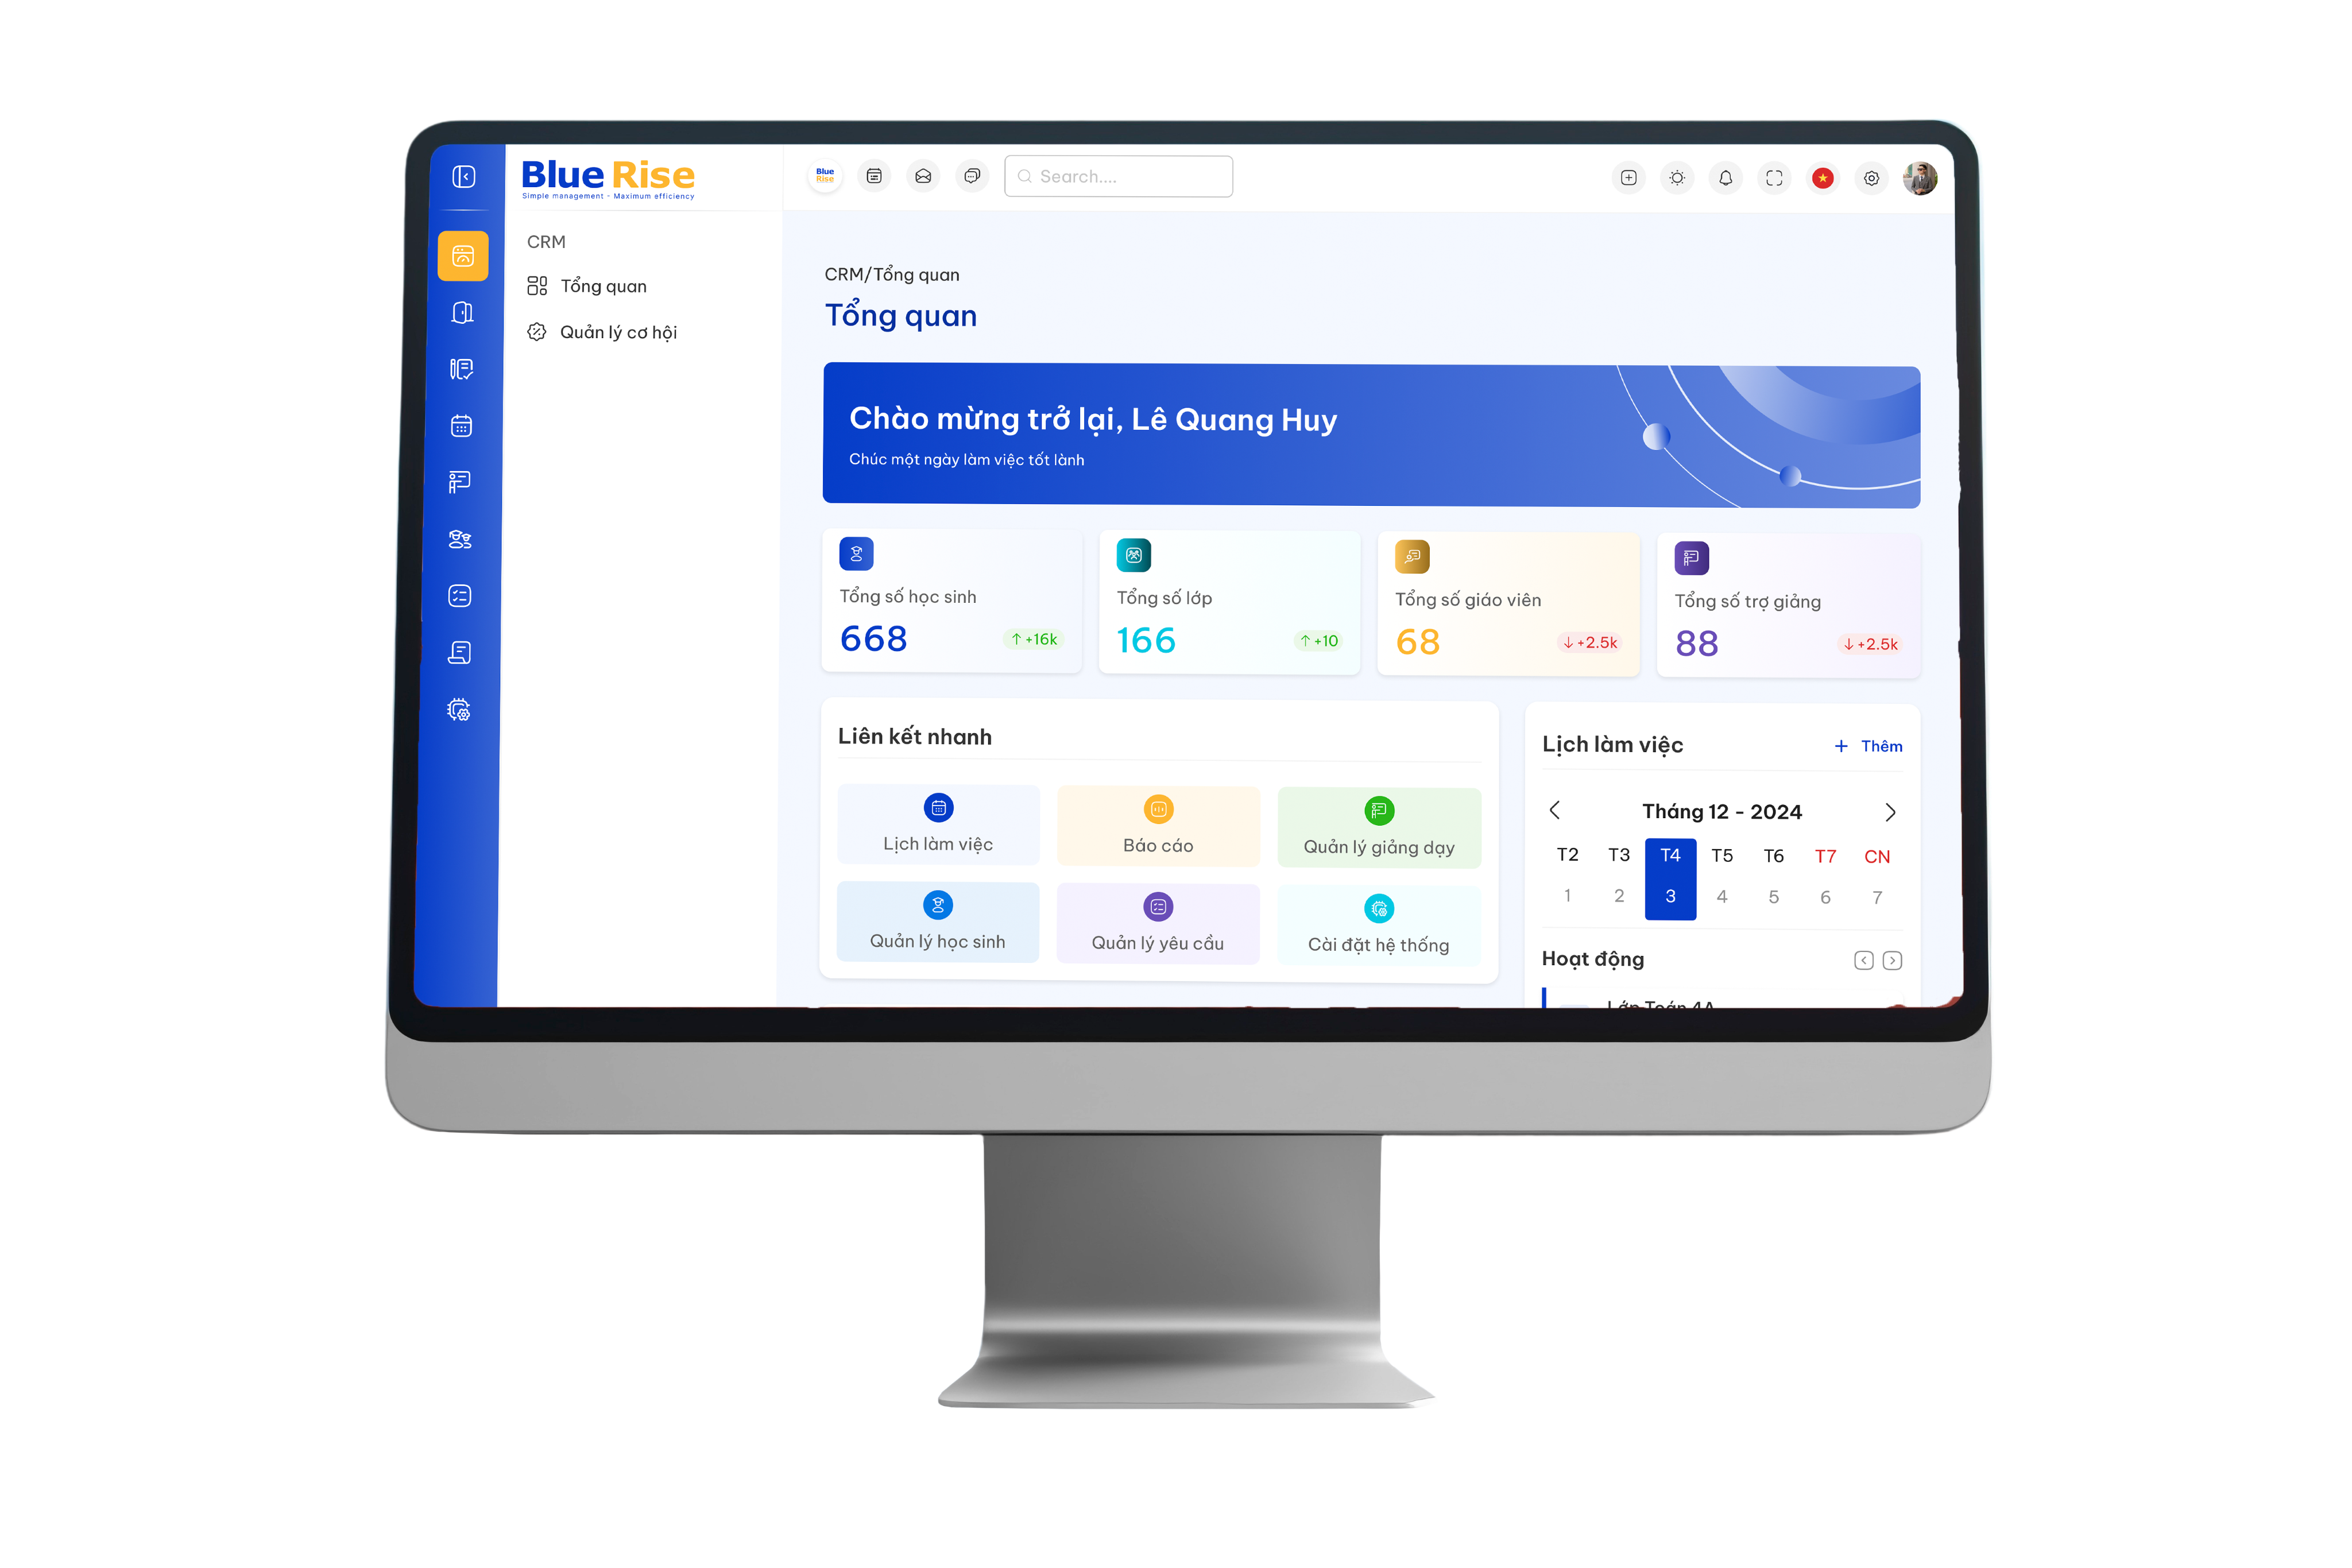 Blue Rise
Simple management - Maximum efficiency
Blue
Rise
Search....
CRM
Tổng quan
Quản lý cơ hội
CRM/Tổng quan
Tổng quan
Chào mừng trở lại, Lê Quang Huy
Chúc một ngày làm việc tốt lành
Tổng số học sinh
668
+16k
Tổng số lớp
166
+10
Tổng số giáo viên
68
+2.5k
Tổng số trợ giảng
88
+2.5k
Liên kết nhanh
Lịch làm việc
Báo cáo
Quản lý giảng dạy
Quản lý học sinh
Quản lý yêu cầu
Cài đặt hệ thống
Lịch làm việc
+ Thêm
Tháng 12 - 2024
T2 T3 T4 T5 T6 T7 CN
1 2 3 4 5 6 7
Hoạt động
Lớp Toán 4A